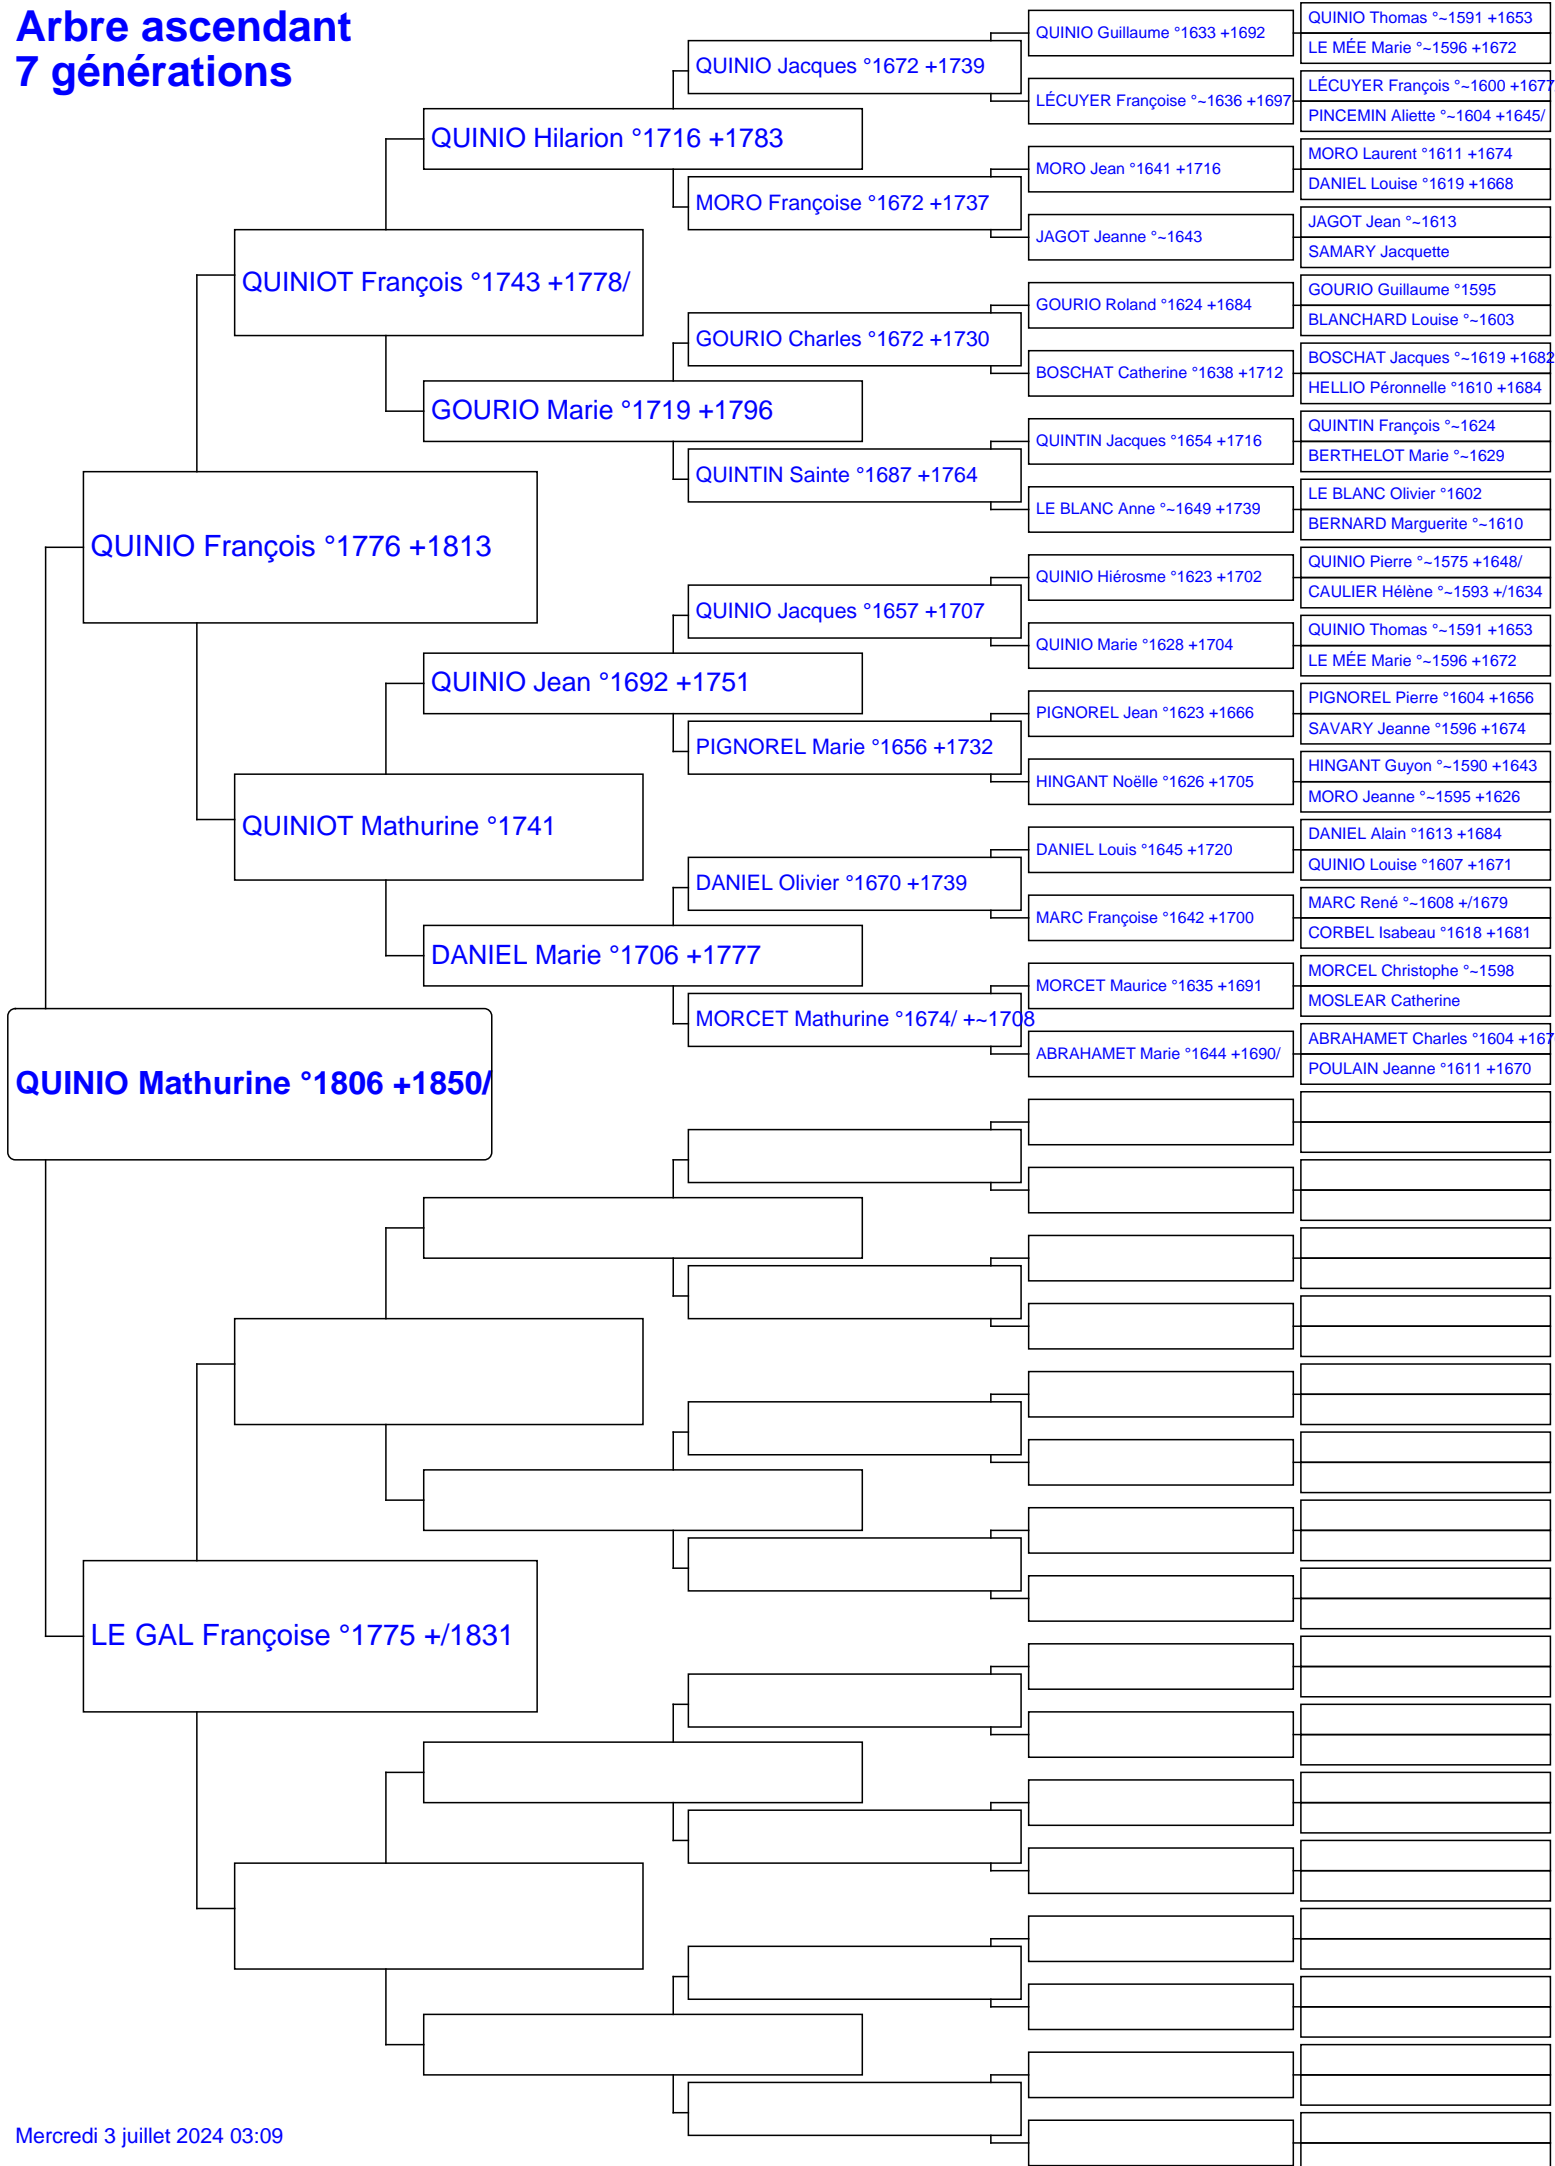 Arbre ascendant
7 générations
QUINIO Mathurine °1806 +1850/
QUINIO François °1776 +1813
LE GAL Françoise °1775 +/1831
QUINIOT François °1743 +1778/
QUINIOT Mathurine °1741
QUINIO Hilarion °1716 +1783
GOURIO Marie °1719 +1796
QUINIO Jean °1692 +1751
DANIEL Marie °1706 +1777
QUINIO Jacques °1672 +1739
MORO Françoise °1672 +1737
GOURIO Charles °1672 +1730
QUINTIN Sainte °1687 +1764
QUINIO Jacques °1657 +1707
PIGNOREL Marie °1656 +1732
DANIEL Olivier °1670 +1739
MORCET Mathurine °1674/ +~1708
QUINIO Guillaume °1633 +1692
LÉCUYER Françoise °~1636 +1697
MORO Jean °1641 +1716
JAGOT Jeanne °~1643
GOURIO Roland °1624 +1684
BOSCHAT Catherine °1638 +1712
QUINTIN Jacques °1654 +1716
LE BLANC Anne °~1649 +1739
QUINIO Hiérosme °1623 +1702
QUINIO Marie °1628 +1704
PIGNOREL Jean °1623 +1666
HINGANT Noëlle °1626 +1705
DANIEL Louis °1645 +1720
MARC Françoise °1642 +1700
MORCET Maurice °1635 +1691
ABRAHAMET Marie °1644 +1690/
QUINIO Thomas °~1591 +1653
LE MÉE Marie °~1596 +1672
LÉCUYER François °~1600 +1677
PINCEMIN Aliette °~1604 +1645/
MORO Laurent °1611 +1674
DANIEL Louise °1619 +1668
JAGOT Jean °~1613
SAMARY Jacquette
GOURIO Guillaume °1595
BLANCHARD Louise °~1603
BOSCHAT Jacques °~1619 +1682
HELLIO Péronnelle °1610 +1684
QUINTIN François °~1624
BERTHELOT Marie °~1629
LE BLANC Olivier °1602
BERNARD Marguerite °~1610
QUINIO Pierre °~1575 +1648/
CAULIER Hélène °~1593 +/1634
QUINIO Thomas °~1591 +1653
LE MÉE Marie °~1596 +1672
PIGNOREL Pierre °1604 +1656
SAVARY Jeanne °1596 +1674
HINGANT Guyon °~1590 +1643
MORO Jeanne °~1595 +1626
DANIEL Alain °1613 +1684
QUINIO Louise °1607 +1671
MARC René °~1608 +/1679
CORBEL Isabeau °1618 +1681
MORCEL Christophe °~1598
MOSLEAR Catherine
ABRAHAMET Charles °1604 +167
POULAIN Jeanne °1611 +1670
Mercredi 3 juillet 2024 03:09